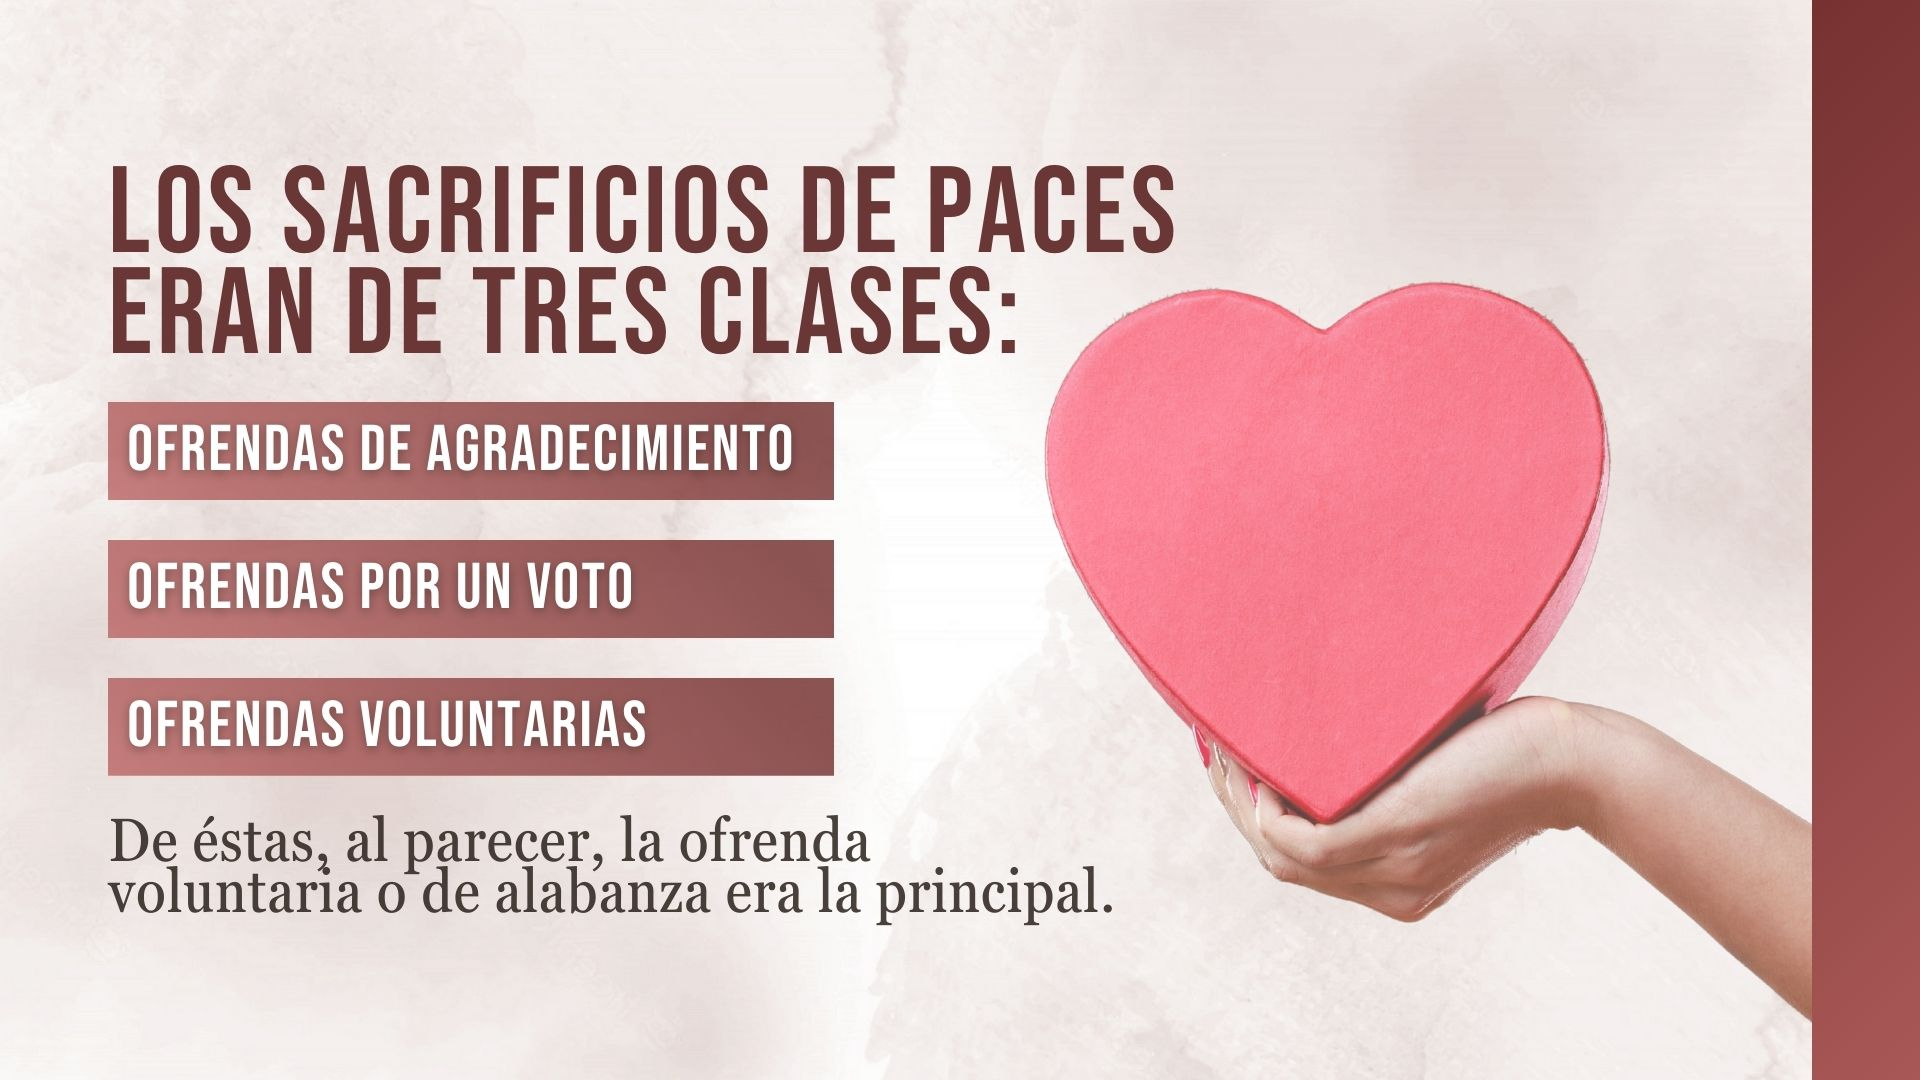 LOS SACRIFICIOS DE PACES
ERAN DE TRES CLASES:
OFRENDAS DE AGRADECIMIENTO
OFRENDAS POR UN VOTO
OFRENDAS VOLUNTARIAS
De éstas, al parecer, la ofrenda
voluntaria o de alabanza era la principal.